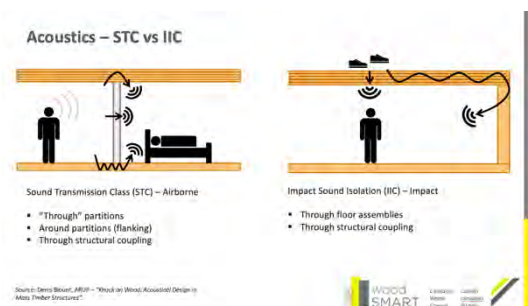 Acoustics – STC vs IIC
Sound Transmission Class (STC) – Airborne
▪ "Through" partitions
▪ Around partitions (flanking)
▪ Through structural coupling
Impact Sound Isolation (IIC) – Impact
▪ Through floor assemblies
▪ Through structural coupling
Source: Denis Blount, ARUP – "Knock on Wood: Acoustical Design in
Mass Timber Structures".
wood
SMART